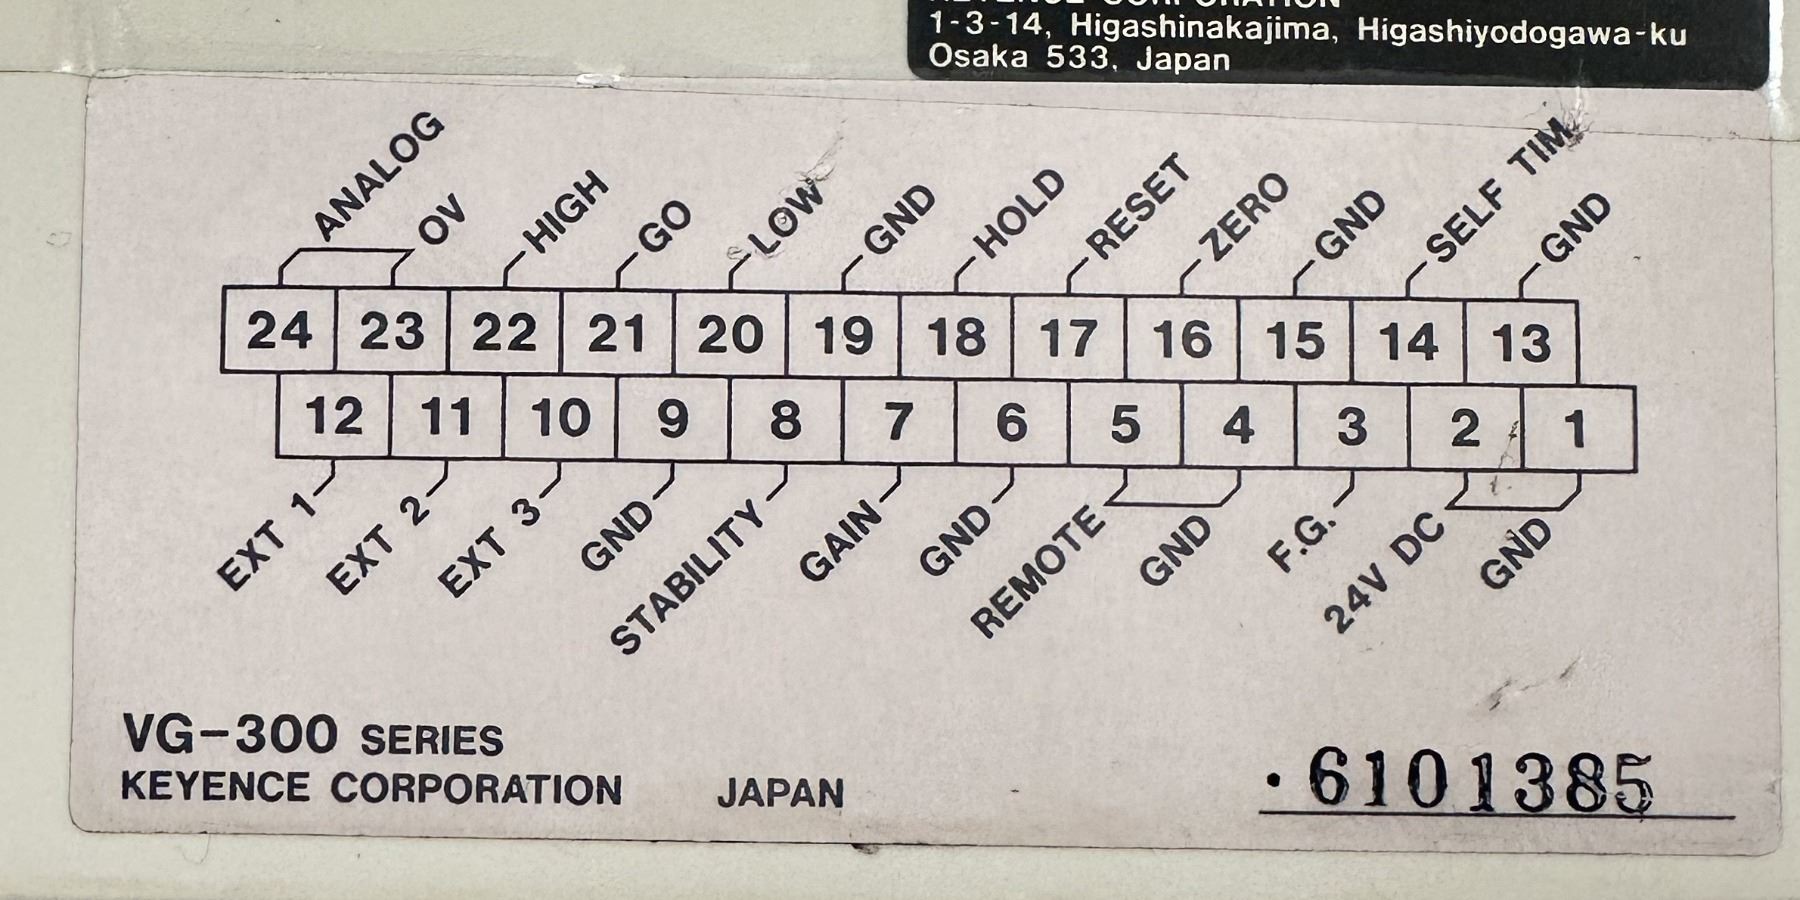 1-3-14, Higashinakajima, Higashiyodogawa-ku
Osaka 533, Japan
ANALOG 0V HIGH GO LOW GND HOLD RESET ZERO GND SELF TIM. GND
24 23 22 21 20 19 18 17 16 15 14 13
12 11 10 9 8 7 6 5 4 3 2 1
EXT 1 EXT 2 EXT 3 GND STABILITY GAIN GND REMOTE GND F.G. 24V DC GND
VG-300 SERIES
KEYENCE CORPORATION JAPAN
·6101385